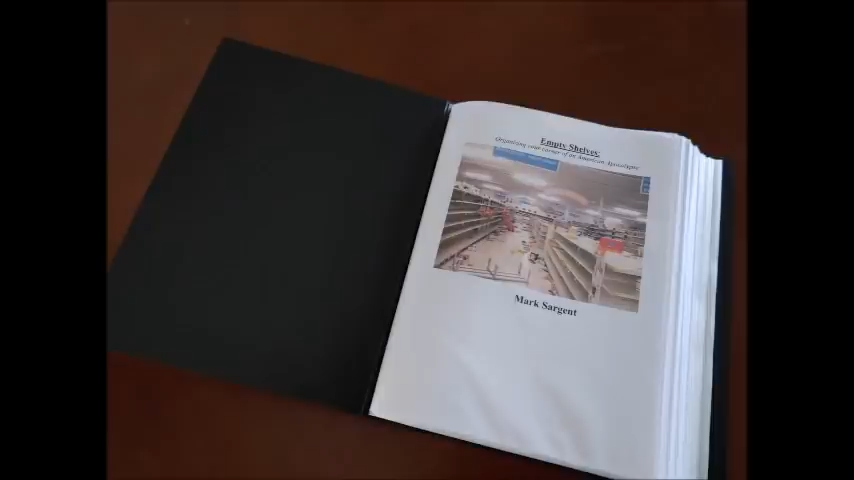 Empty Shelves:
Organizing your corner of an American Apocalypse
Mark Sargent